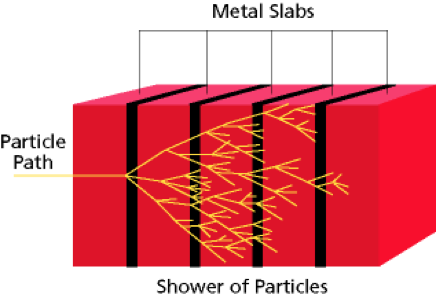 Metal Slabs
Particle
Path
Shower of Particles